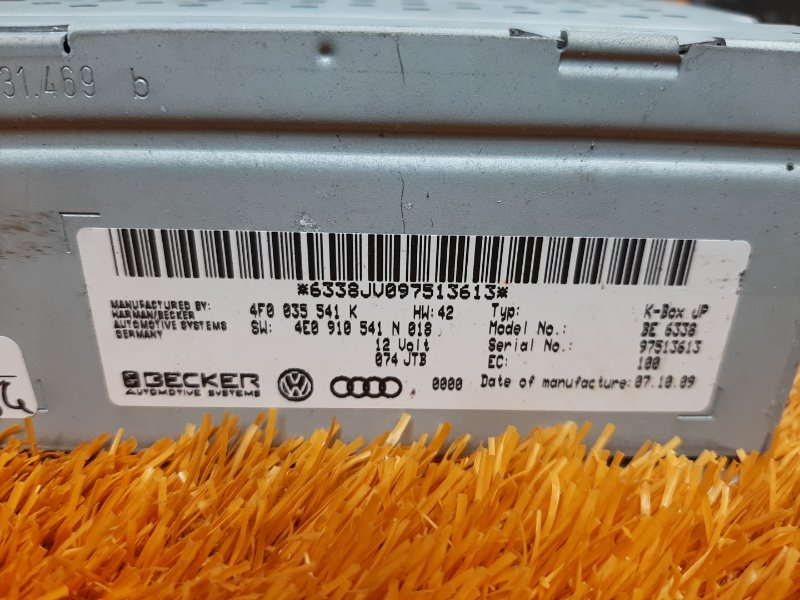 31.469 b
*6338JV097513613*
MANUFACTURED BY:
HARMAN/BECKER
AUTOMOTIVE SYSTEMS
GERMANY
4F0 035 541 K HW: 42
SW: 4E0 910 541 N 018
12 Volt
074 JTB
Typ: K-Box JP
Model No.: BE 6338
Serial No.: 97513613
EC: 100
BECKER
AUTOMOTIVE SYSTEMS
0000 Date of manufacture: 07.10.09